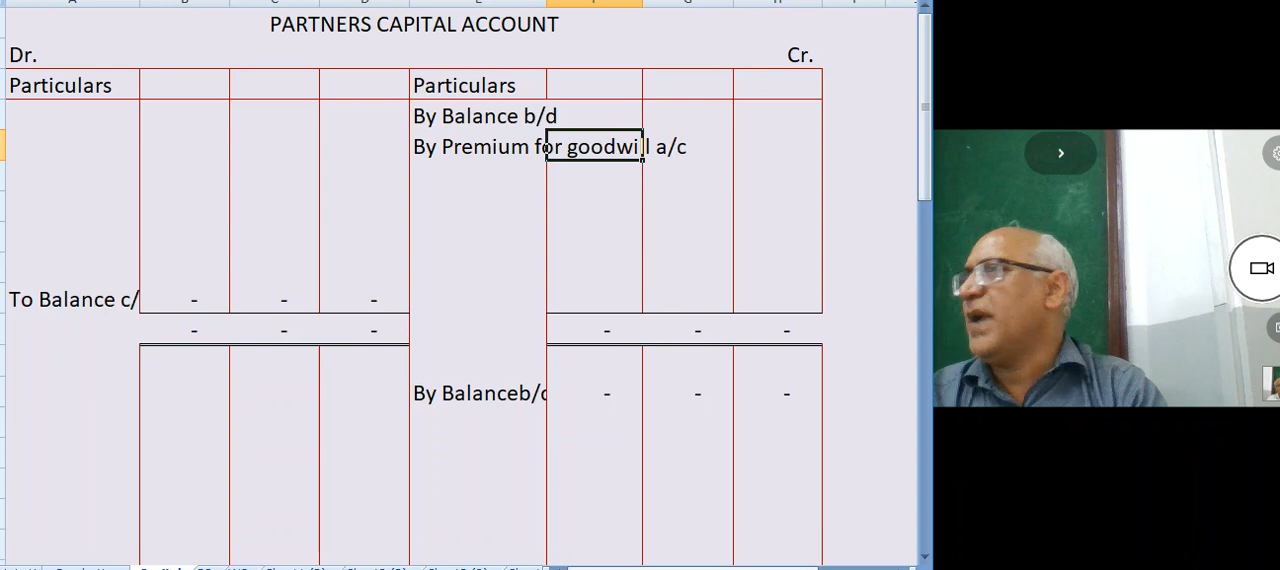 PARTNERS CAPITAL ACCOUNT
Dr. Cr.
Particulars Particulars
By Balance b/d
By Premium for goodwill a/c
To Balance c/ - - -
- - - - - -
By Balanceb/d - - -